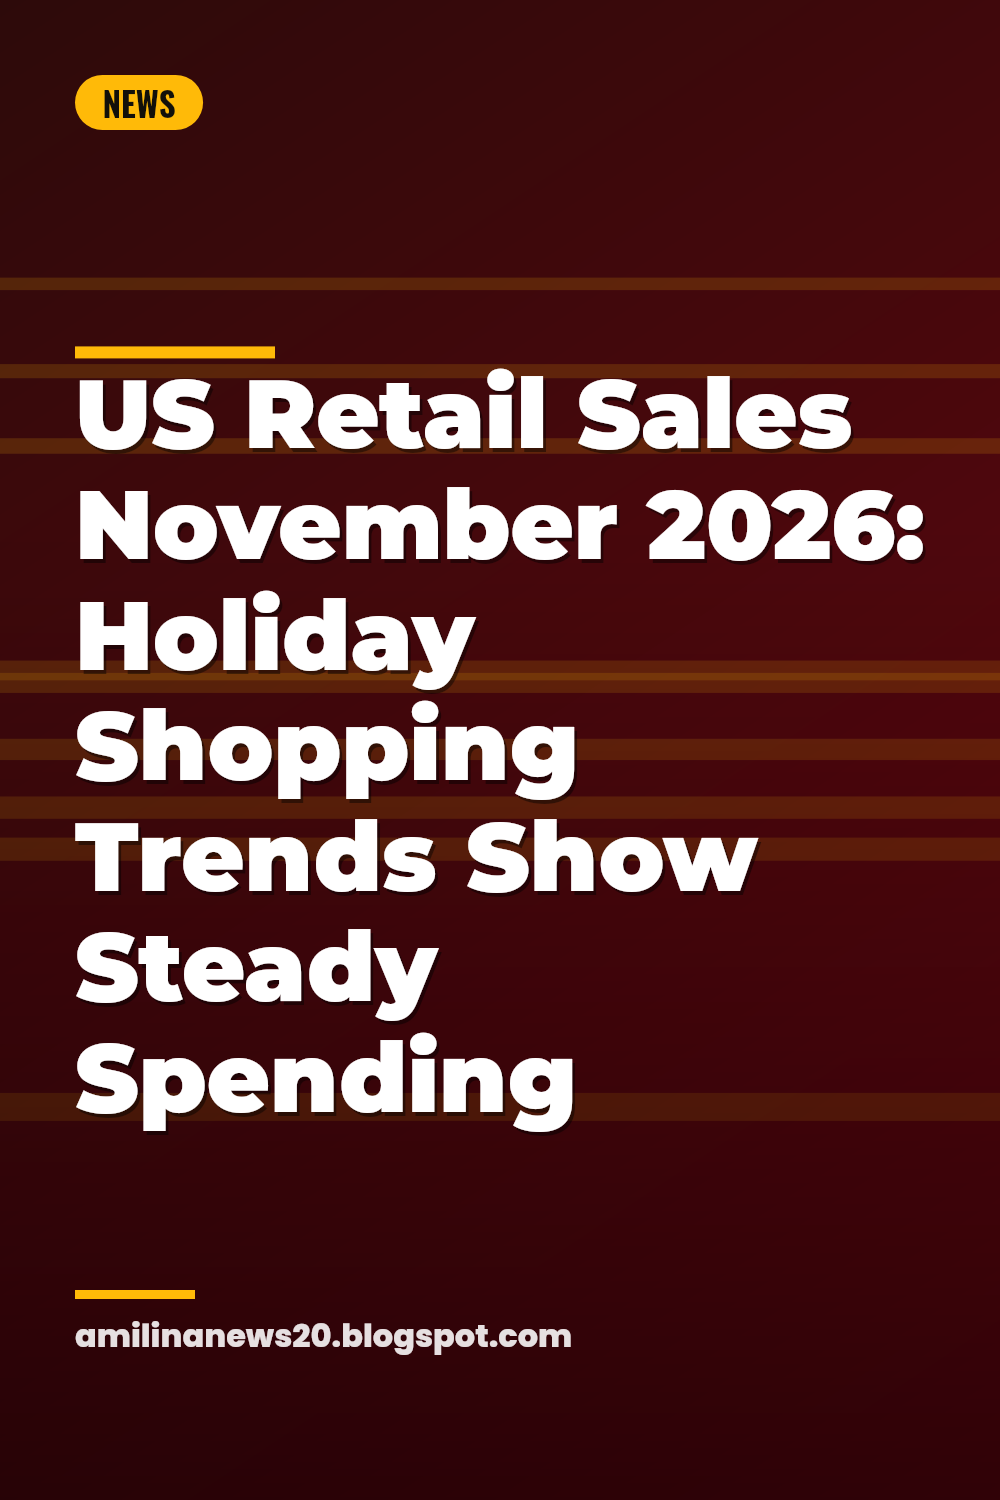 NEWS
US Retail Sales
November 2026:
Holiday
Shopping
Trends Show
Steady
Spending
amilinanews20.blogspot.com